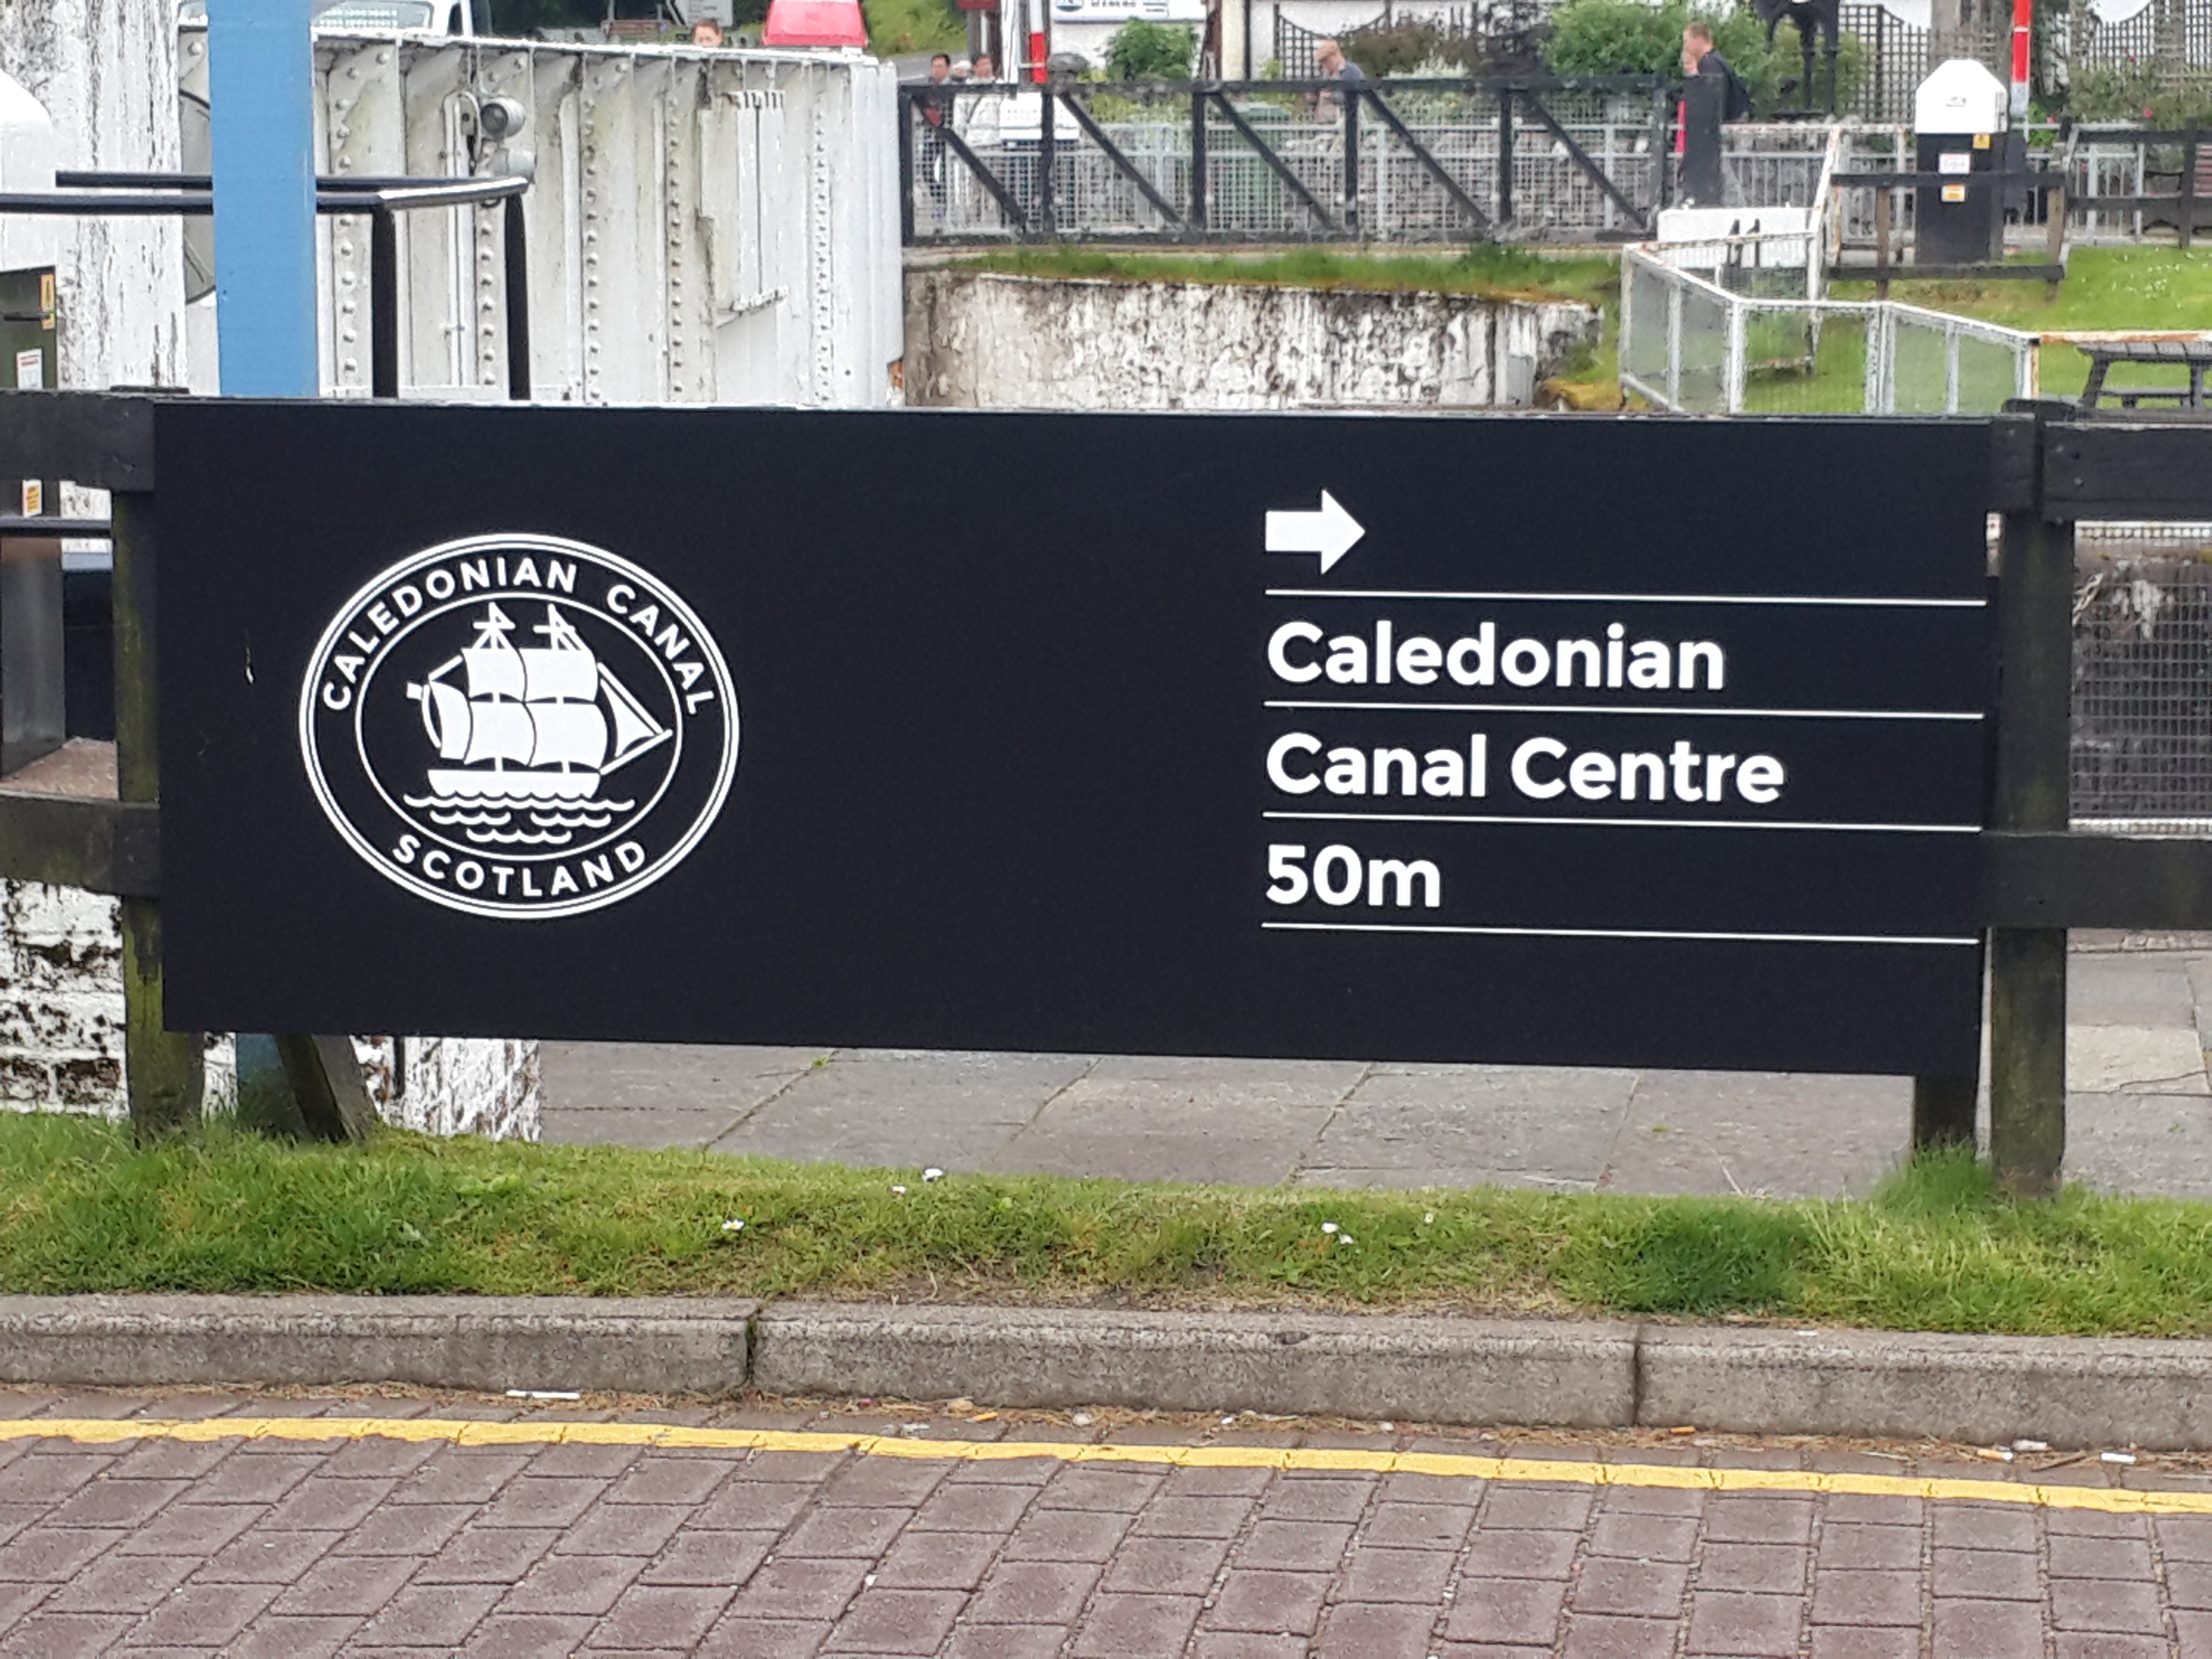 CALEDONIAN CANAL
SCOTLAND
Caledonian
Canal Centre
50m